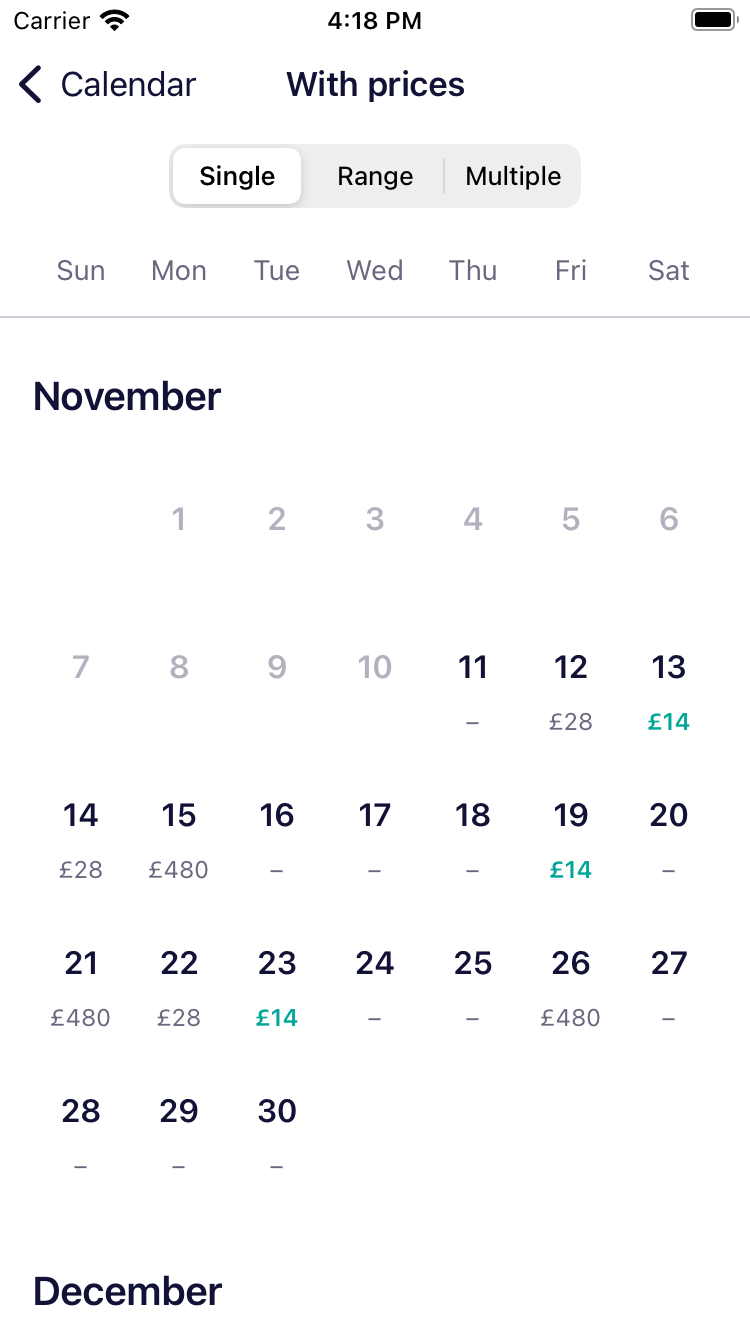 Carrier 4:18 PM
Calendar With prices
Single Range Multiple
Sun Mon Tue Wed Thu Fri Sat
November
1 2 3 4 5 6
7 8 9 10 11 12 13
– £28 £14
14 15 16 17 18 19 20
£28 £480 – – – £14 –
21 22 23 24 25 26 27
£480 £28 £14 – – £480 –
28 29 30
– – –
December